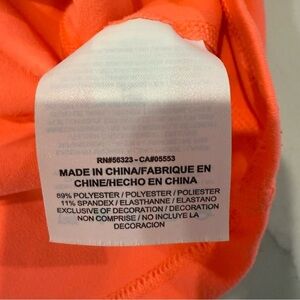 RN#56323 - CA#05553
MADE IN CHINA/FABRIQUE EN
CHINE/HECHO EN CHINA
89% POLYESTER / POLYESTER / POLIESTER
11% SPANDEX / ELASTHANNE / ELASTANO
EXCLUSIVE OF DECORATION / DECORATION
NON COMPRISE / NO INCLUYE LA
DECORACION